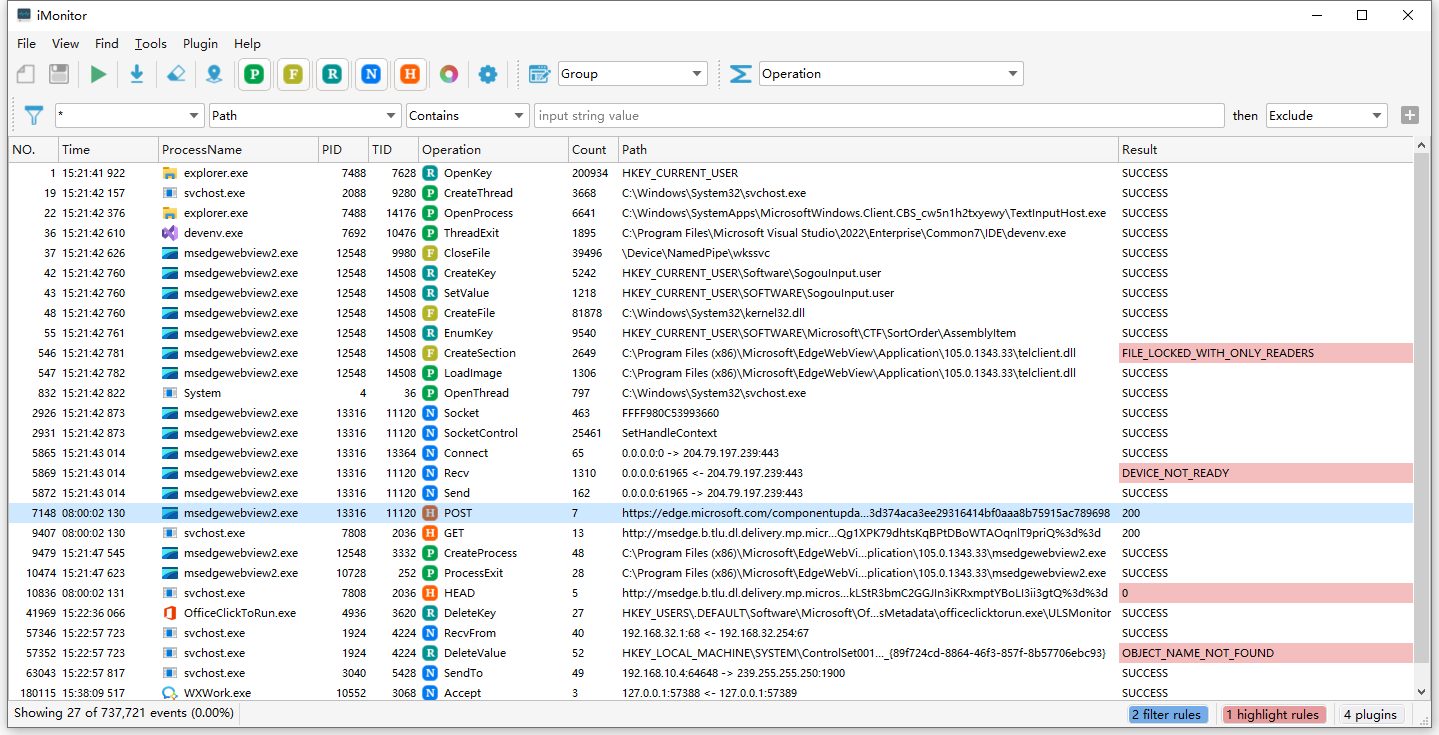 iMonitor
File View Find Tools Plugin Help
P F R N H Group Operation
* Path Contains input string value then Exclude
NO. Time ProcessName PID TID Operation Count Path Result
1 15:21:41 922 explorer.exe 7488 7628 R OpenKey 200934 HKEY_CURRENT_USER SUCCESS
19 15:21:42 157 svchost.exe 2088 9280 P CreateThread 3668 C:\Windows\System32\svchost.exe SUCCESS
22 15:21:42 376 explorer.exe 7488 14176 P OpenProcess 6641 C:\Windows\SystemApps\MicrosoftWindows.Client.CBS_cw5n1h2txyewy\TextInputHost.exe SUCCESS
36 15:21:42 610 devenv.exe 7692 10476 P ThreadExit 1895 C:\Program Files\Microsoft Visual Studio\2022\Enterprise\Common7\IDE\devenv.exe SUCCESS
37 15:21:42 626 msedgewebview2.exe 12548 9980 F CloseFile 39496 \Device\NamedPipe\wkssvc SUCCESS
42 15:21:42 760 msedgewebview2.exe 12548 14508 R CreateKey 5242 HKEY_CURRENT_USER\Software\SogouInput.user SUCCESS
43 15:21:42 760 msedgewebview2.exe 12548 14508 R SetValue 1218 HKEY_CURRENT_USER\SOFTWARE\SogouInput.user SUCCESS
48 15:21:42 760 msedgewebview2.exe 12548 14508 F CreateFile 81878 C:\Windows\System32\kernel32.dll SUCCESS
55 15:21:42 761 msedgewebview2.exe 12548 14508 R EnumKey 9540 HKEY_CURRENT_USER\SOFTWARE\Microsoft\CTF\SortOrder\AssemblyItem SUCCESS
546 15:21:42 781 msedgewebview2.exe 12548 14508 F CreateSection 2649 C:\Program Files (x86)\Microsoft\EdgeWebView\Application\105.0.1343.33\telclient.dll FILE_LOCKED_WITH_ONLY_READERS
547 15:21:42 782 msedgewebview2.exe 12548 14508 P LoadImage 1306 C:\Program Files (x86)\Microsoft\EdgeWebView\Application\105.0.1343.33\telclient.dll SUCCESS
832 15:21:42 822 System 4 36 P OpenThread 797 C:\Windows\System32\svchost.exe SUCCESS
2926 15:21:42 873 msedgewebview2.exe 13316 11120 N Socket 463 FFFF980C53993660 SUCCESS
2931 15:21:42 873 msedgewebview2.exe 13316 11120 N SocketControl 25461 SetHandleContext SUCCESS
5865 15:21:43 014 msedgewebview2.exe 13316 13364 N Connect 65 0.0.0.0:0 -> 204.79.197.239:443 SUCCESS
5869 15:21:43 014 msedgewebview2.exe 13316 11120 N Recv 1310 0.0.0.0:61965 <- 204.79.197.239:443 DEVICE_NOT_READY
5872 15:21:43 014 msedgewebview2.exe 13316 11120 N Send 162 0.0.0.0:61965 -> 204.79.197.239:443 SUCCESS
7148 08:00:02 130 msedgewebview2.exe 13316 11120 H POST 7 https://edge.microsoft.com/componentupda...3d374aca3ee29316414bf0aaa8b75915ac789698 200
9407 08:00:02 130 svchost.exe 7808 2036 H GET 13 http://msedge.b.tlu.dl.delivery.mp.micr...Qg1XPK79dhtsKqBPtDBoWTAOqnlT9priQ%3d%3d 200
9479 15:21:47 545 msedgewebview2.exe 12548 3332 P CreateProcess 48 C:\Program Files (x86)\Microsoft\EdgeWebVi...plication\105.0.1343.33\msedgewebview2.exe SUCCESS
10474 15:21:47 623 msedgewebview2.exe 10728 252 P ProcessExit 28 C:\Program Files (x86)\Microsoft\EdgeWebVi...plication\105.0.1343.33\msedgewebview2.exe SUCCESS
10836 08:00:02 131 svchost.exe 7808 2036 H HEAD 5 http://msedge.b.tlu.dl.delivery.mp.micros...kLStR3bmC2GGJIn3iKRxmptYBoLI3ii3gtQ%3d%3d 0
41969 15:22:36 066 OfficeClickToRun.exe 4936 3620 R DeleteKey 27 HKEY_USERS\.DEFAULT\Software\Microsoft\Of...sMetadata\officeclicktorun.exe\ULSMonitor SUCCESS
57346 15:22:57 723 svchost.exe 1924 4224 N RecvFrom 40 192.168.32.1:68 <- 192.168.32.254:67 SUCCESS
57352 15:22:57 723 svchost.exe 1924 4224 R DeleteValue 52 HKEY_LOCAL_MACHINE\SYSTEM\ControlSet001..._{89f724cd-8864-46f3-857f-8b57706ebc93} OBJECT_NAME_NOT_FOUND
63043 15:22:57 817 svchost.exe 3040 5428 N SendTo 49 192.168.10.4:64648 -> 239.255.255.250:1900 SUCCESS
180115 15:38:09 517 WXWork.exe 10552 3068 N Accept 3 127.0.0.1:57388 <- 127.0.0.1:57389 SUCCESS
Showing 27 of 737,721 events (0.00%) 2 filter rules 1 highlight rules 4 plugins